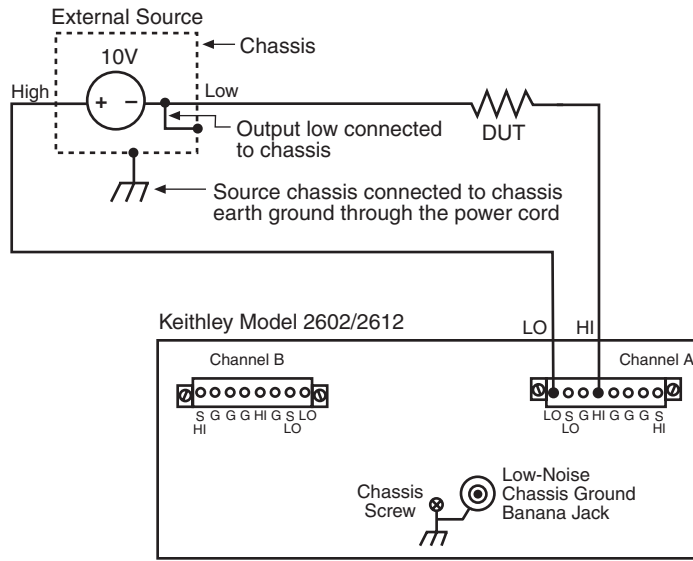 External Source
Chassis
10V
High
+ −
Low
Output low connected
to chassis
DUT
Source chassis connected to chassis
earth ground through the power cord
Keithley Model 2602/2612
LO HI
Channel B
Channel A
S G G G HI G S LO
HI LO
LO S G HI G G G S
LO HI
Chassis
Screw
Low-Noise
Chassis Ground
Banana Jack